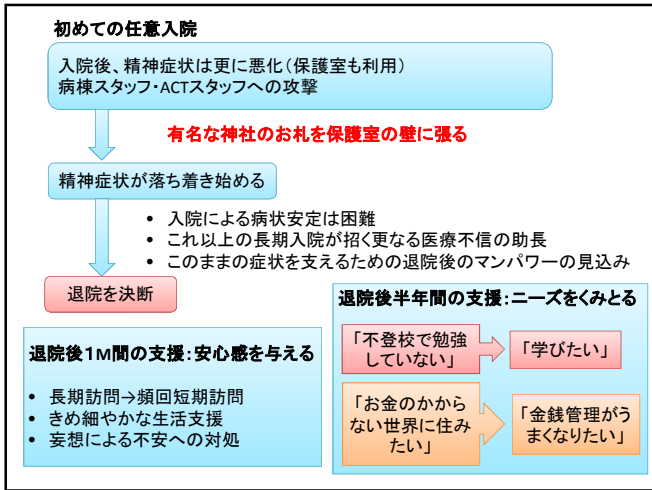 初めての任意入院
入院後、精神症状は更に悪化(保護室も利用)
病棟スタッフ・ACTスタッフへの攻撃
有名な神社のお札を保護室の壁に張る
精神症状が落ち着き始める
• 入院による病状安定は困難
• これ以上の長期入院が招く更なる医療不信の助長
• このままの症状を支えるための退院後のマンパワーの見込み
退院を決断
退院後1M間の支援:安心感を与える
• 長期訪問→頻回短期訪問
• きめ細やかな生活支援
• 妄想による不安への対処
退院後半年間の支援:ニーズをくみとる
「不登校で勉強
していない」
「学びたい」
「お金のかから
ない世界に住み
たい」
「金銭管理がう
まくなりたい」